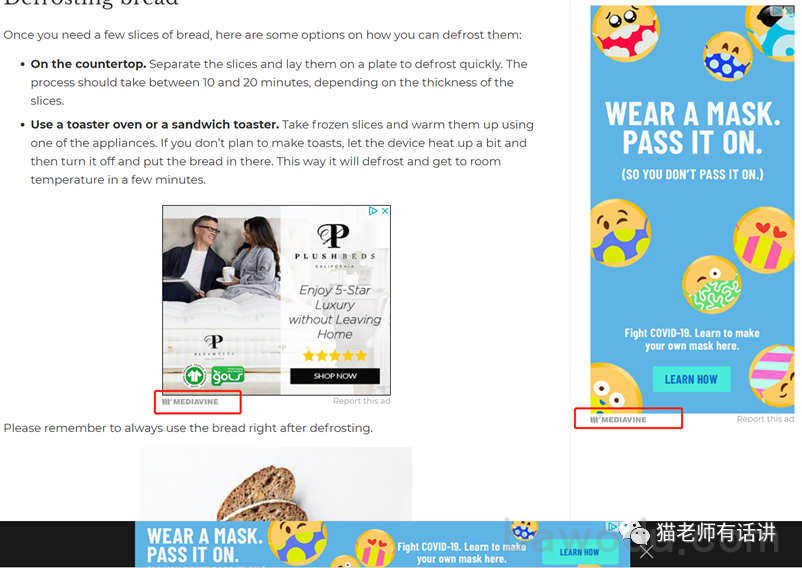 Defrosting bread
Once you need a few slices of bread, here are some options on how you can defrost them:
• On the countertop. Separate the slices and lay them on a plate to defrost quickly. The
process should take between 10 and 20 minutes, depending on the thickness of the
slices.
• Use a toaster oven or a sandwich toaster. Take frozen slices and warm them up using
one of the appliances. If you don’t plan to make toasts, let the device heat up a bit and
then turn it off and put the bread in there. This way it will defrost and get to room
temperature in a few minutes.
P
PLUSHBEDS
CALIFORNIA
Enjoy 5-Star
Luxury
without Leaving
Home
SHOP NOW
P
PLUSHBEDS
CALIFORNIA
GOLS
MEDIAVINE
Report this ad
Please remember to always use the bread right after defrosting.
WEAR A MASK.
PASS IT ON.
(SO YOU DON’T PASS IT ON.)
Fight COVID-19. Learn to make
your own mask here.
LEARN HOW
MEDIAVINE
Report this ad
WEAR A MASK.
PASS IT ON.
Fight COVID-19. Learn to make
your own mask here.
LEARN HOW
猫老师有话讲